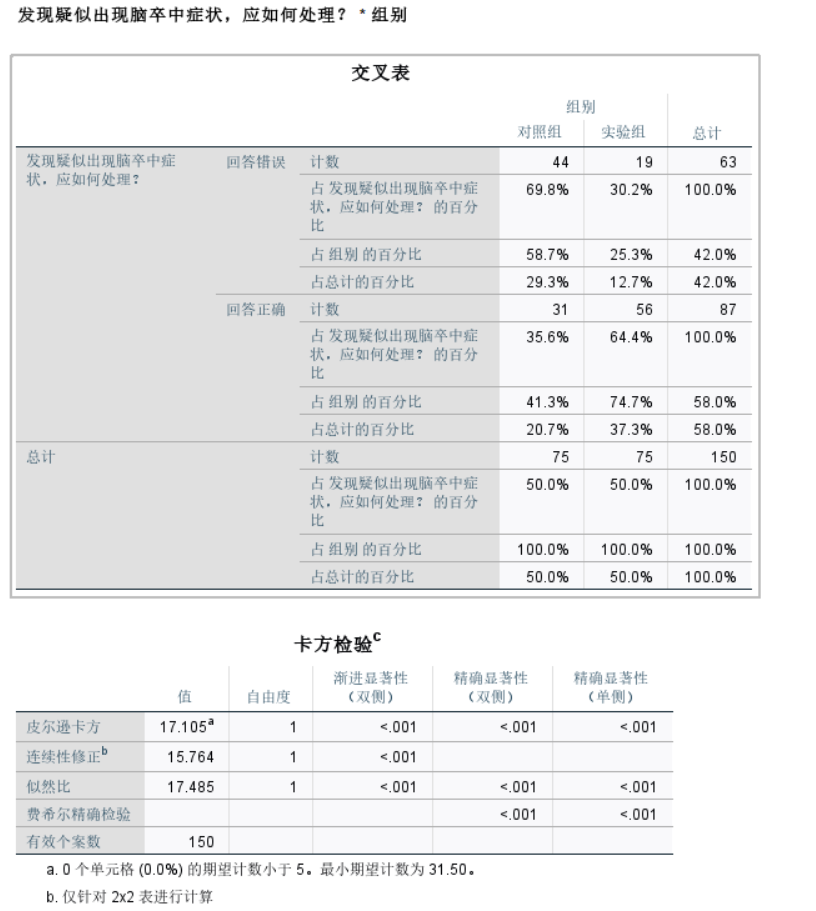 发现疑似出现脑卒中症状，应如何处理？ * 组别
交叉表
组别
对照组 实验组 总计
发现疑似出现脑卒中症状，应如何处理？ 回答错误 计数 44 19 63
占 发现疑似出现脑卒中症状，应如何处理？ 的百分比 69.8% 30.2% 100.0%
占 组别 的百分比 58.7% 25.3% 42.0%
占总计的百分比 29.3% 12.7% 42.0%
回答正确 计数 31 56 87
占 发现疑似出现脑卒中症状，应如何处理？ 的百分比 35.6% 64.4% 100.0%
占 组别 的百分比 41.3% 74.7% 58.0%
占总计的百分比 20.7% 37.3% 58.0%
总计 计数 75 75 150
占 发现疑似出现脑卒中症状，应如何处理？ 的百分比 50.0% 50.0% 100.0%
占 组别 的百分比 100.0% 100.0% 100.0%
占总计的百分比 50.0% 50.0% 100.0%
卡方检验c
值 自由度 渐进显著性（双侧） 精确显著性（双侧） 精确显著性（单侧）
皮尔逊卡方 17.105a 1 <.001 <.001 <.001
连续性修正b 15.764 1 <.001
似然比 17.485 1 <.001 <.001 <.001
费希尔精确检验 <.001 <.001
有效个案数 150
a. 0 个单元格 (0.0%) 的期望计数小于 5。最小期望计数为 31.50。
b. 仅针对 2x2 表进行计算